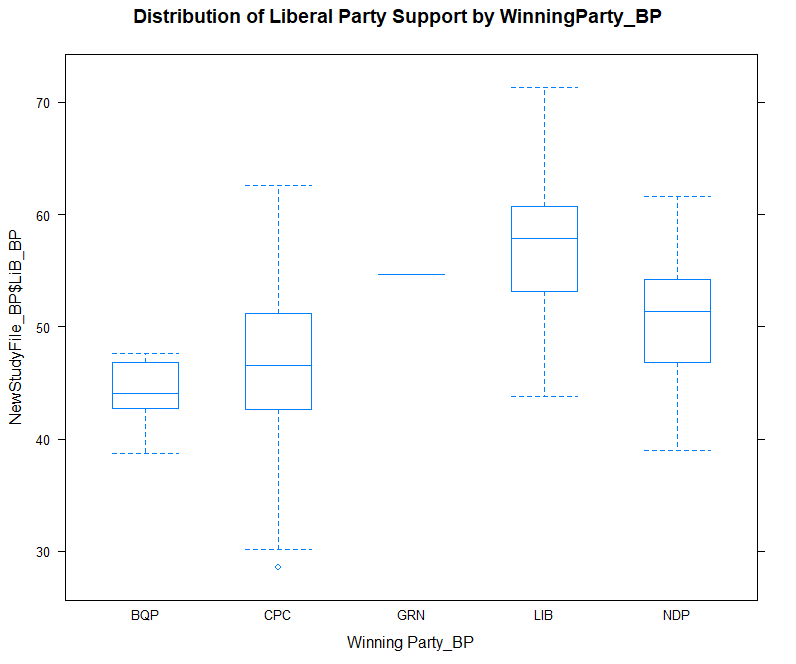 Distribution of Liberal Party Support by WinningParty_BP
NewStudyFile_BP$LiB_BP
70
60
50
40
30
BQP CPC GRN LIB NDP
Winning Party_BP